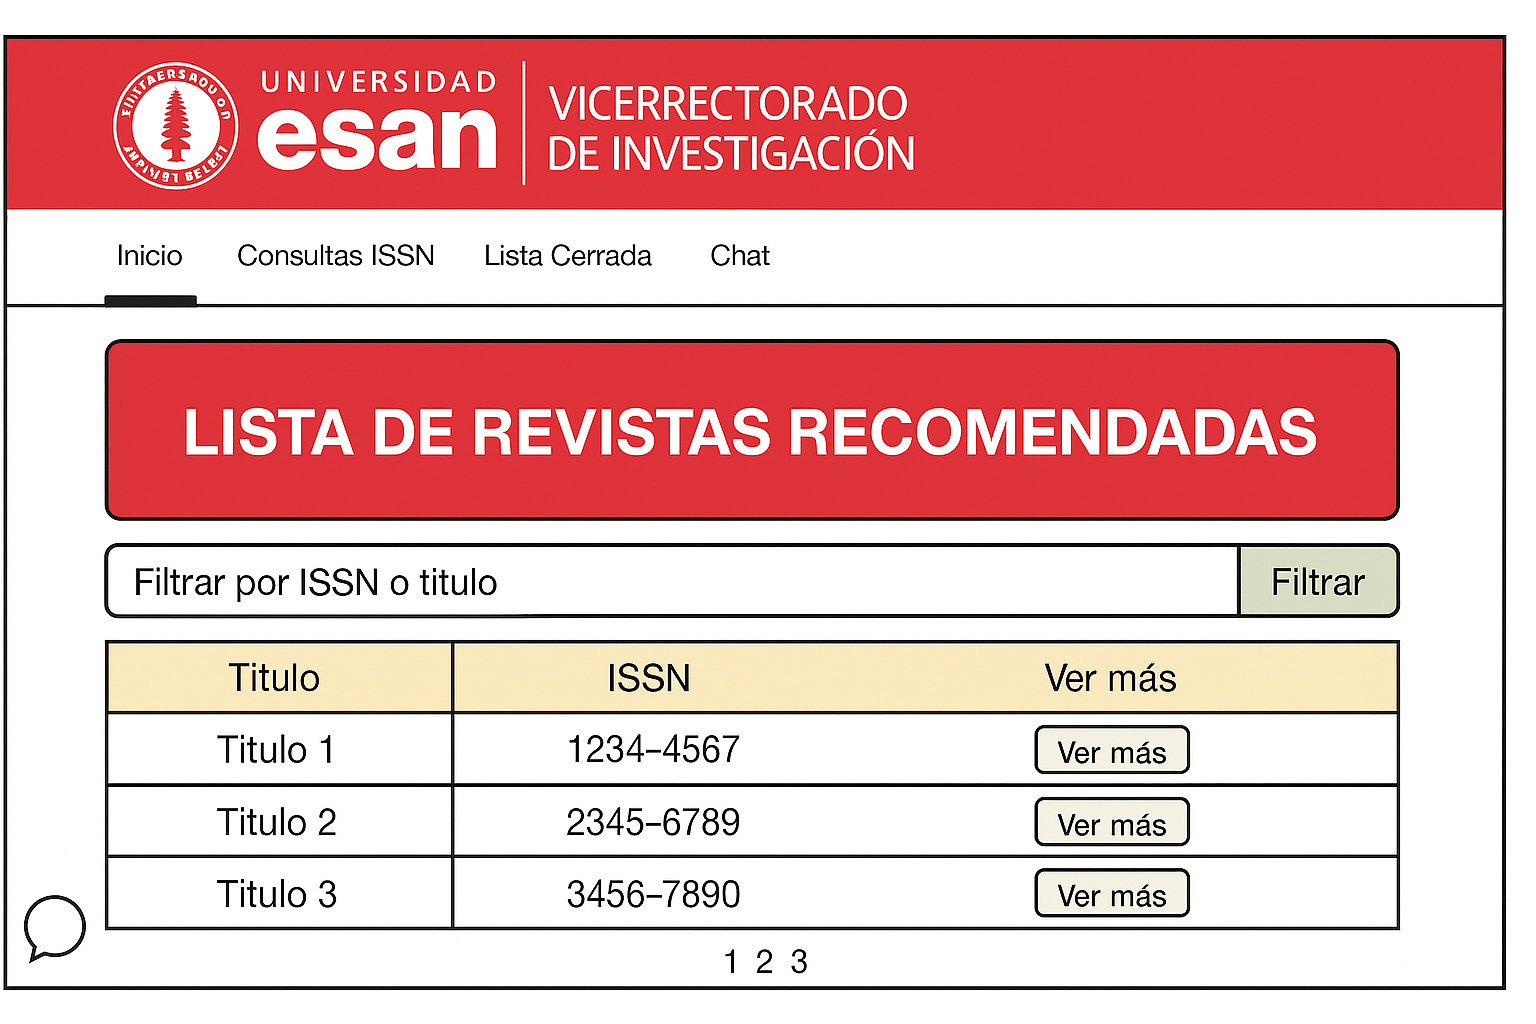 UNIVERSIDAD
esan
VICERRECTORADO
DE INVESTIGACIÓN
Inicio Consultas ISSN Lista Cerrada Chat
LISTA DE REVISTAS RECOMENDADAS
Filtrar por ISSN o titulo Filtrar
Titulo ISSN Ver más
Titulo 1 1234–4567 Ver más
Titulo 2 2345–6789 Ver más
Titulo 3 3456–7890 Ver más
1 2 3